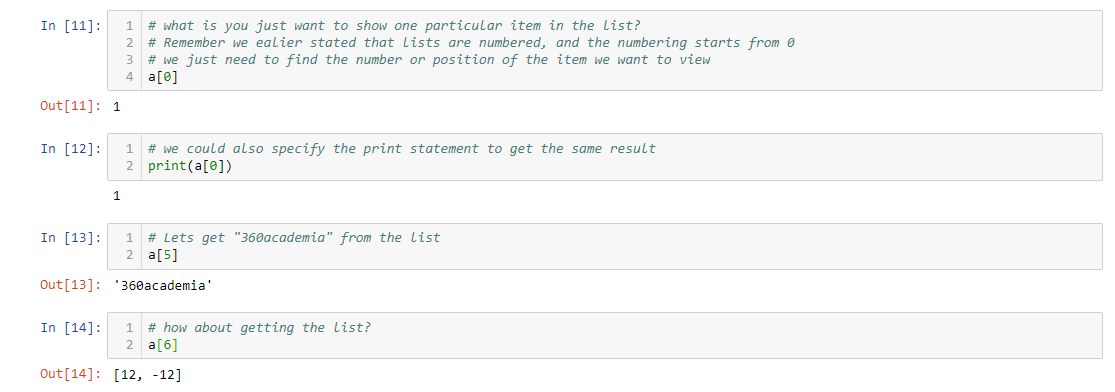 In [11]: 1 # what is you just want to show one particular item in the list?
2 # Remember we ealier stated that lists are numbered, and the numbering starts from 0
3 # we just need to find the number or position of the item we want to view
4 a[0]
Out[11]: 1
In [12]: 1 # we could also specify the print statement to get the same result
2 print(a[0])
1
In [13]: 1 # Lets get "360academia" from the list
2 a[5]
Out[13]: '360academia'
In [14]: 1 # how about getting the list?
2 a[6]
Out[14]: [12, -12]